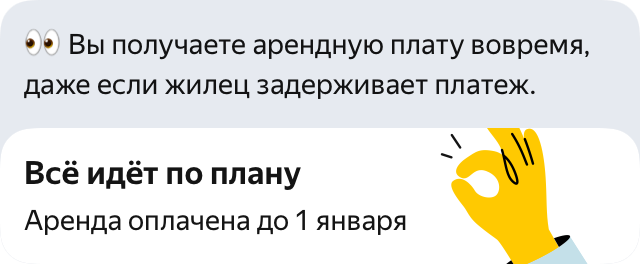 👀 Вы получаете арендную плату вовремя,
даже если жилец задерживает платеж.
Всё идёт по плану
Аренда оплачена до 1 января